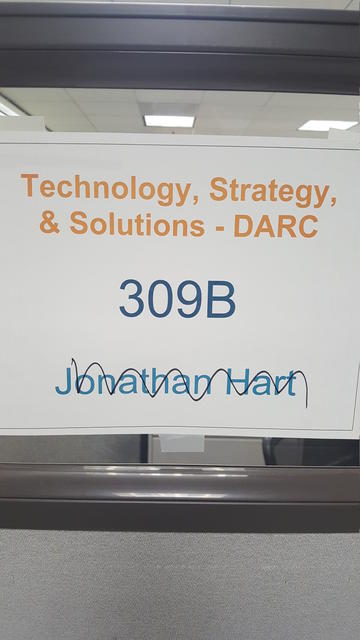 Technology, Strategy,
& Solutions - DARC
309B
Jonathan Hart